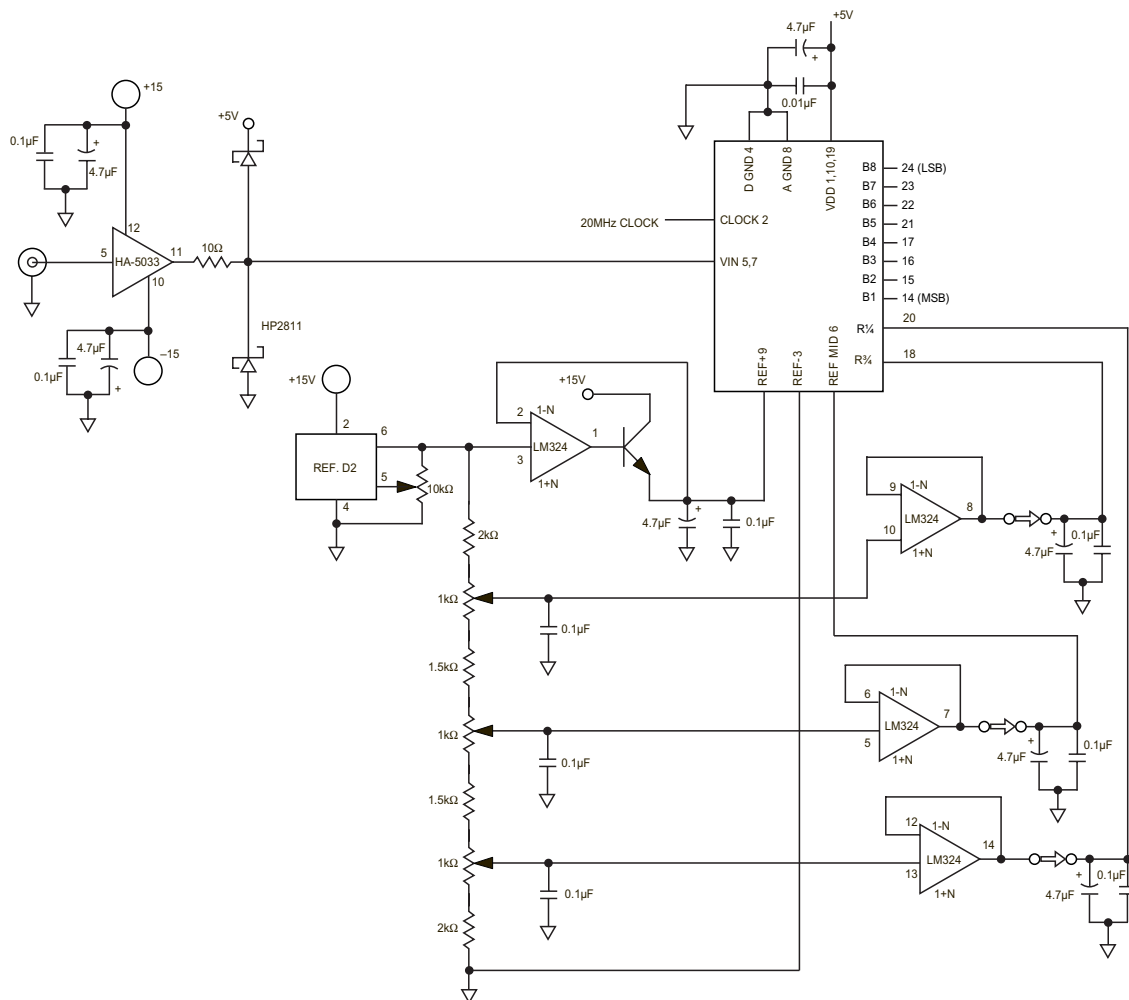 +5V
4.7µF
+
0.01µF
+15
0.1µF
+
4.7µF
+5V
D GND 4
A GND 8
VDD 1,10,19
B8 24 (LSB)
B7 23
B6 22
B5 21
B4 17
B3 16
B2 15
B1 14 (MSB)
R¼ 20
R¾ 18
20MHz CLOCK
CLOCK 2
VIN 5,7
REF+9
REF-3
REF MID 6
12
5
HA-5033
11
10Ω
10
HP2811
4.7µF
0.1µF
+
–15
+15V
2
REF. D2
6
5
4
10kΩ
+15V
2
1-N
LM324
1
3
1+N
4.7µF
+
0.1µF
2kΩ
1kΩ
0.1µF
1.5kΩ
1kΩ
0.1µF
1.5kΩ
1kΩ
0.1µF
2kΩ
9
1-N
LM324
8
10
1+N
+
4.7µF
0.1µF
6
1-N
LM324
7
5
1+N
+
4.7µF
0.1µF
12
1-N
LM324
14
13
1+N
+
4.7µF
0.1µF